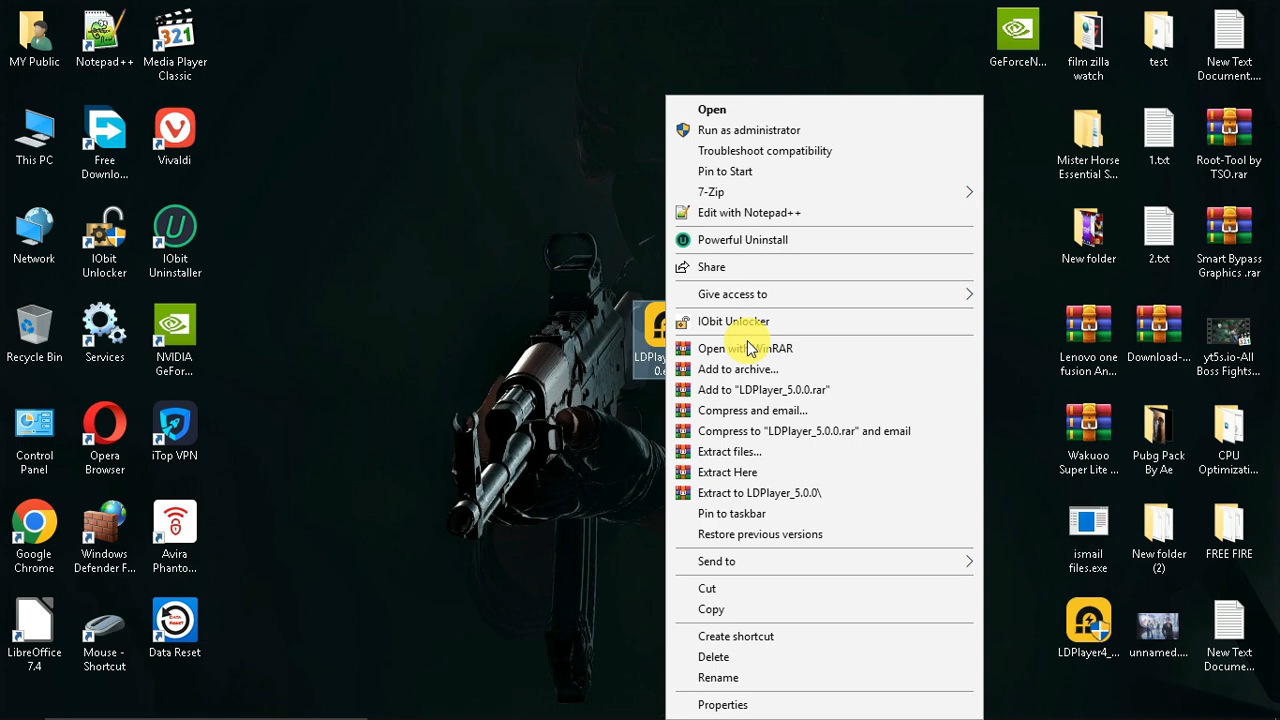 MY Public
Notepad++
Media Player
Classic
321
This PC
Free
Downlo...
Vivaldi
Network
IObit
Unlocker
IObit
Uninstaller
Recycle Bin
Services
NVIDIA
GeFor...
Control
Panel
Opera
Browser
iTop VPN
Google
Chrome
Windows
Defender F...
Avira
Phanto...
LibreOffice
7.4
Mouse -
Shortcut
DATA RESET
Data Reset
LDPlay
0.e
Open
Run as administrator
Troubleshoot compatibility
Pin to Start
7-Zip
Edit with Notepad++
Powerful Uninstall
Share
Give access to
IObit Unlocker
Open with WinRAR
Add to archive...
Add to "LDPlayer_5.0.0.rar"
Compress and email...
Compress to "LDPlayer_5.0.0.rar" and email
Extract files...
Extract Here
Extract to LDPlayer_5.0.0\
Pin to taskbar
Restore previous versions
Send to
Cut
Copy
Create shortcut
Delete
Rename
Properties
GeForceN...
film zilla
watch
test
New Text
Document....
Mister Horse
Essential S...
1.txt
Root-Tool by
TSO.rar
New folder
2.txt
Smart Bypass
Graphics .rar
Lenovo one
fusion An...
Download-...
yt5s.io-All
Boss Fights...
Wakuoo
Super Lite ...
Pubg Pack
By Ae
CPU
Optimizati...
ismail
files.exe
New folder
(2)
FREE FIRE
LDPlayer4_...
unnamed....
New Text
Docume...